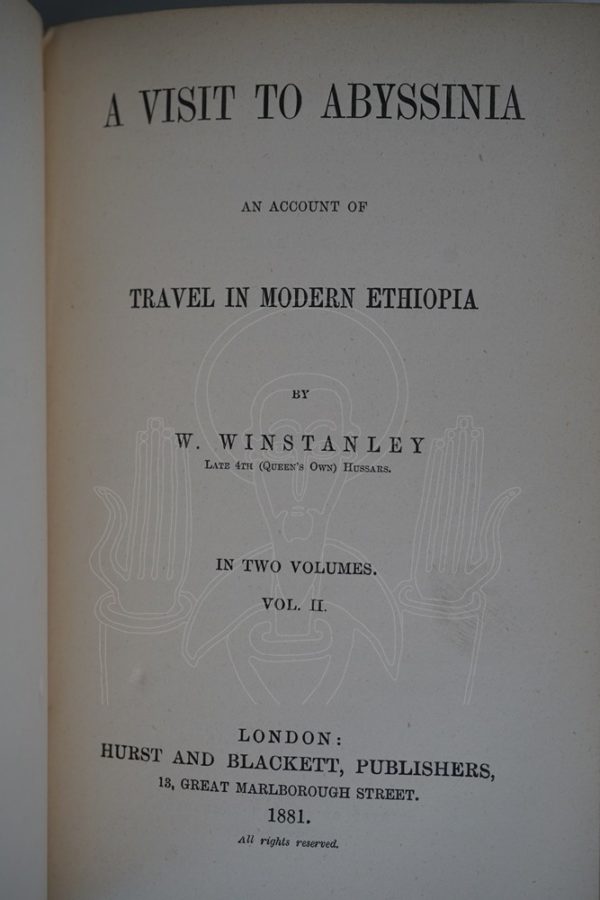 A VISIT TO ABYSSINIA
AN ACCOUNT OF
TRAVEL IN MODERN ETHIOPIA
BY
W. WINSTANLEY
LATE 4TH (QUEEN'S OWN) HUSSARS.
IN TWO VOLUMES.
VOL. II.
LONDON:
HURST AND BLACKETT, PUBLISHERS,
13, GREAT MARLBOROUGH STREET.
1881.
All rights reserved.